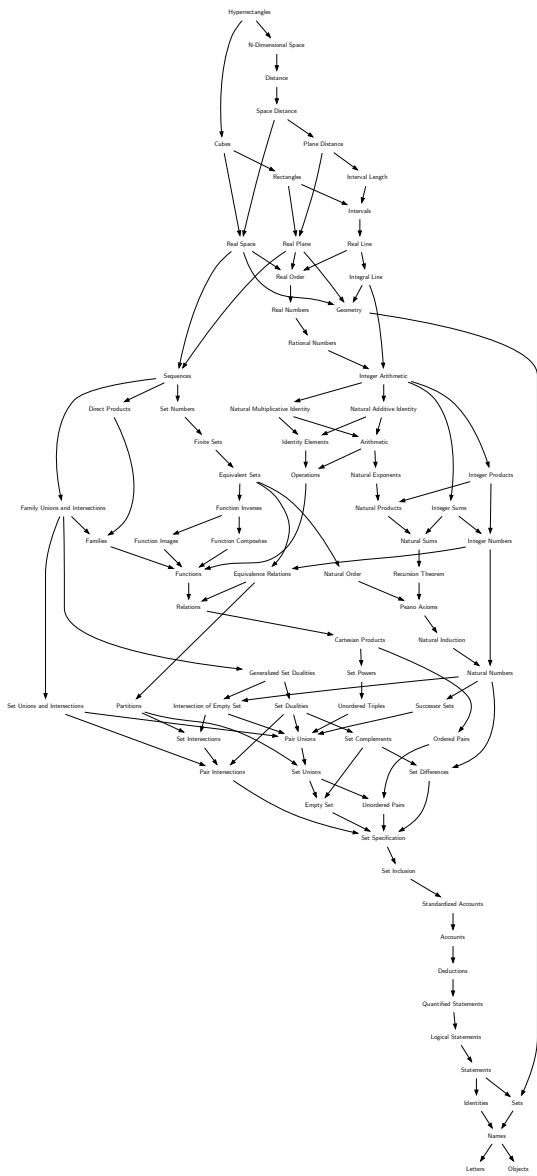 Hyperrectangles
N-Dimensional Space
Distance
Space Distance
Cubes
Plane Distance
Rectangles
Interval Length
Intervals
Real Space
Real Plane
Real Line
Real Order
Integral Line
Real Numbers
Geometry
Rational Numbers
Sequences
Integer Arithmetic
Direct Products
Set Numbers
Natural Multiplicative Identity
Natural Additive Identity
Finite Sets
Identity Elements
Arithmetic
Equivalent Sets
Operations
Natural Exponents
Integer Products
Family Unions and Intersections
Function Inverses
Natural Products
Integer Sums
Families
Function Images
Function Composites
Natural Sums
Integer Numbers
Functions
Equivalence Relations
Natural Order
Recursion Theorem
Relations
Peano Axioms
Cartesian Products
Natural Induction
Generalized Set Dualities
Set Powers
Natural Numbers
Set Unions and Intersections
Partitions
Intersection of Empty Set
Set Dualities
Unordered Triples
Successor Sets
Set Intersections
Pair Unions
Set Complements
Ordered Pairs
Pair Intersections
Set Unions
Set Differences
Empty Set
Unordered Pairs
Set Specification
Set Inclusion
Standardized Accounts
Accounts
Deductions
Quantified Statements
Logical Statements
Statements
Identities
Sets
Names
Letters
Objects